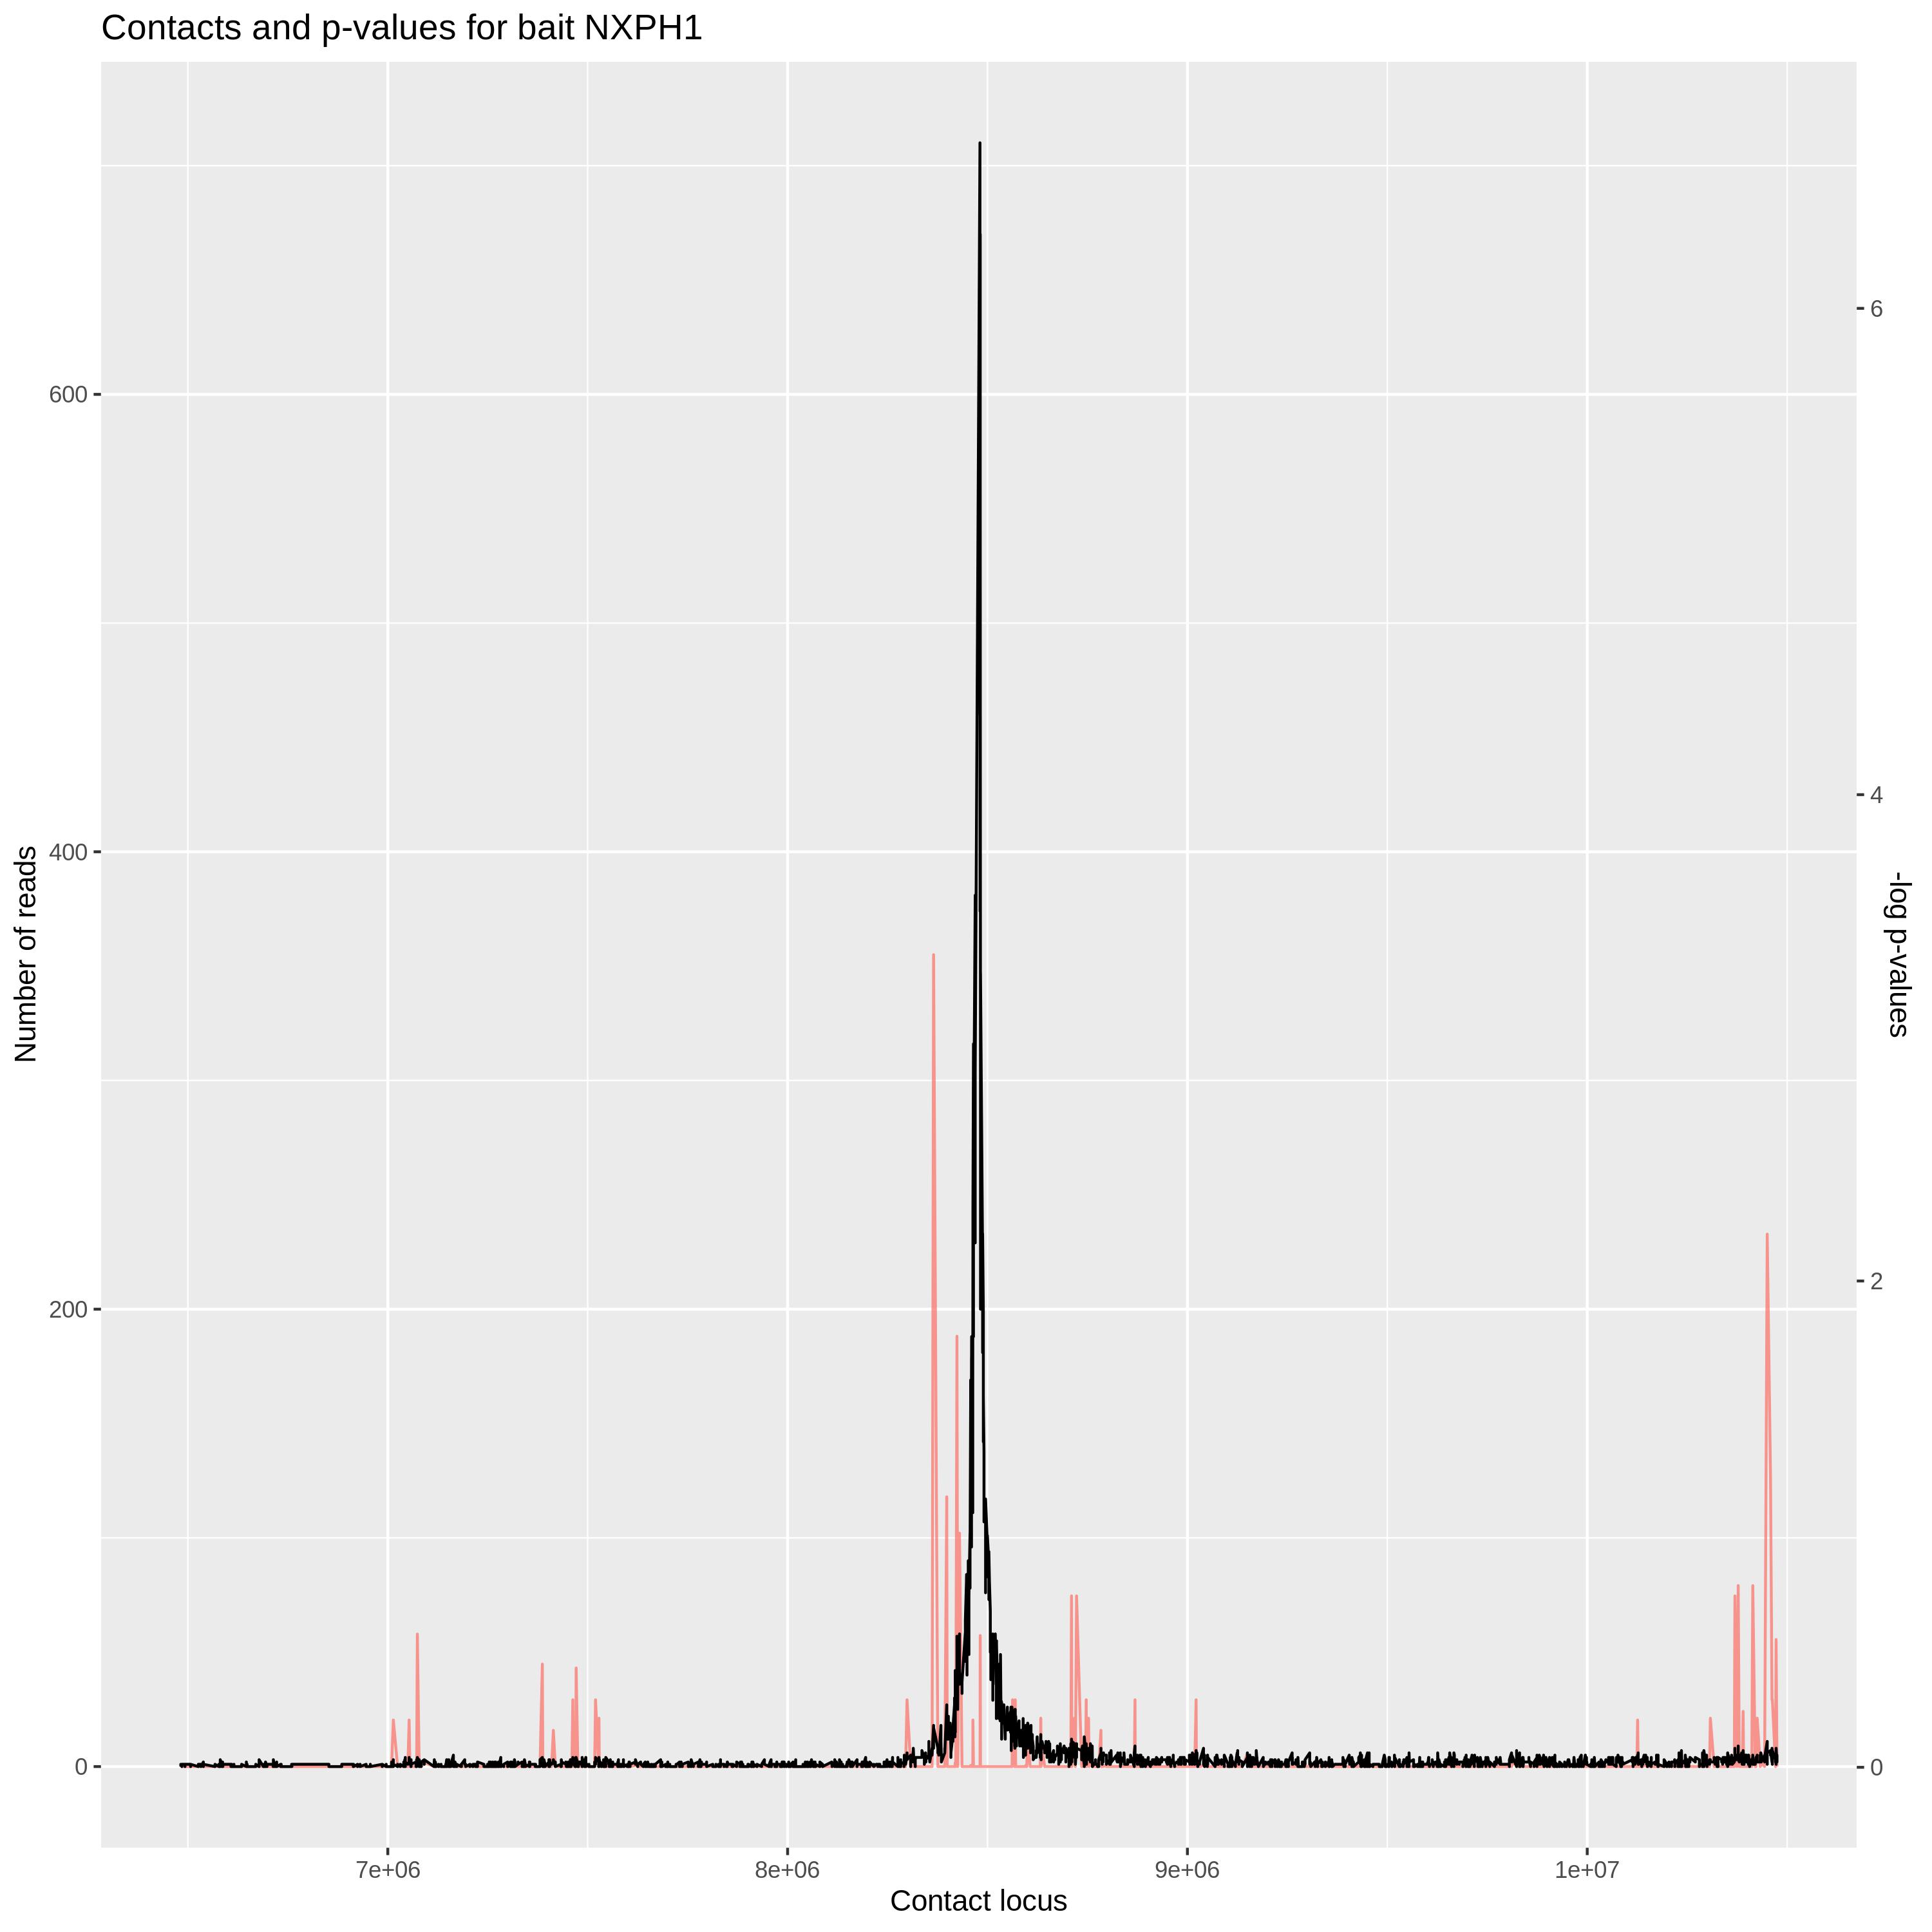 Contacts and p-values for bait NXPH1
600
400
200
0
Number of reads
6
4
2
0
-log p-values
7e+06
8e+06
9e+06
1e+07
Contact locus